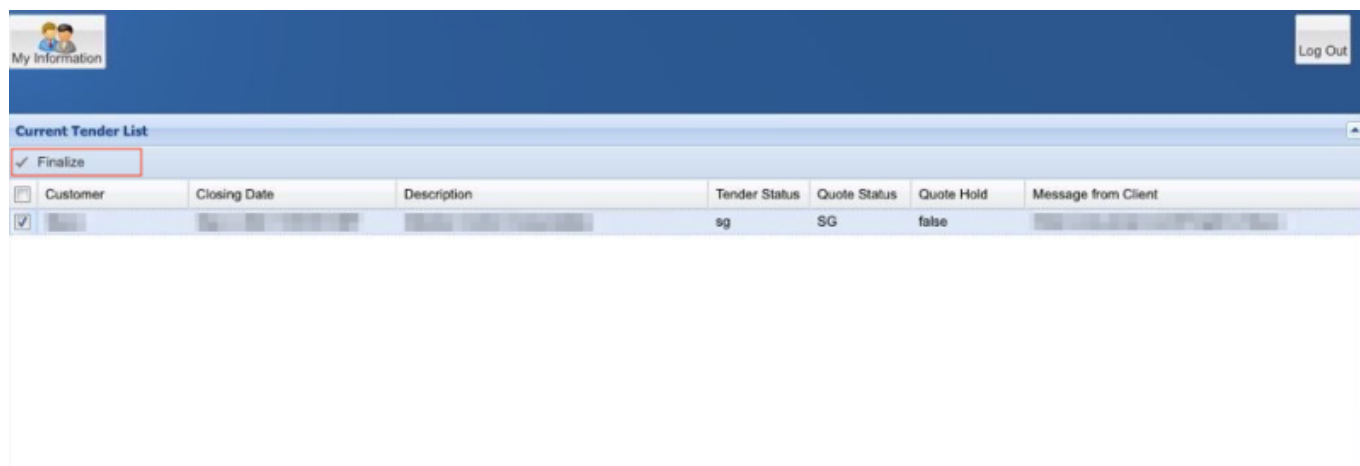 My Information
Log Out
Current Tender List
Finalize
Customer Closing Date Description Tender Status Quote Status Quote Hold Message from Client
sg SG false